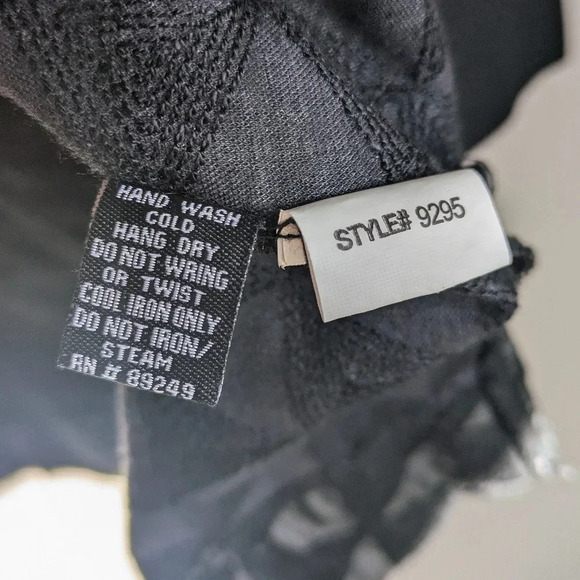 HAND WASH
COLD
HANG DRY
DO NOT WRING
OR TWIST
COOL IRON ONLY
DO NOT IRON/
STEAM
RN # 89249
STYLE# 9295